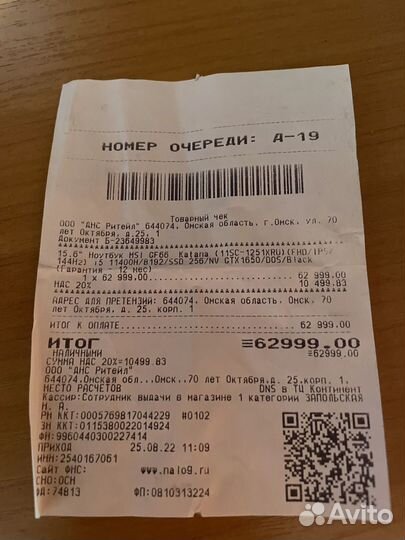 НОМЕР ОЧЕРЕДИ: А-19
Товарный чек
ООО "ДНС Ритейл" 644074, Омская область, г.Омск, ул. 70
лет Октября, д.25, 1
Документ Б-23649983
15.6" Ноутбук MSI GF66 Katana (11SC-1251XRU)(FHD/IPS/
144Hz) i5 11400H/8192/SSD 256/NV GTX1650/DOS/Black
(Гарантия - 12 мес)
1 x 62 999.00 62 999.00
НДС 20% 10 499.83
АДРЕС ДЛЯ ПРЕТЕНЗИЙ: 644074, Омская область, Омск, 70
лет Октября, д. 25, корп. 1
ИТОГ К ОПЛАТЕ 62 999.00
ИТОГ ≡62999.00
НАЛИЧНЫМИ ≡62999.00
СУММА НДС 20%=10499.83
ООО "ДНС Ритейл"
644074,Омская обл.,.Омск,.70 лет Октября,д.25,корп.1,
МЕСТО РАСЧЕТОВ DNS в ТЦ Континент
Кассир:Сотрудник выдачи в магазине 1 категории ЗАПОЛЬСКАЯ
Н. А.
РН ККТ:0005769817044229 #0102
ЗН ККТ:0115380022014924
ФН:9960440300227414
ПРИХОД 25.08.22 11:09
ИНН:2540167061
Сайт ФНС: www.nalog.ru
СНО:ОСН
ФД:74813 ФП:0810313224
Avito